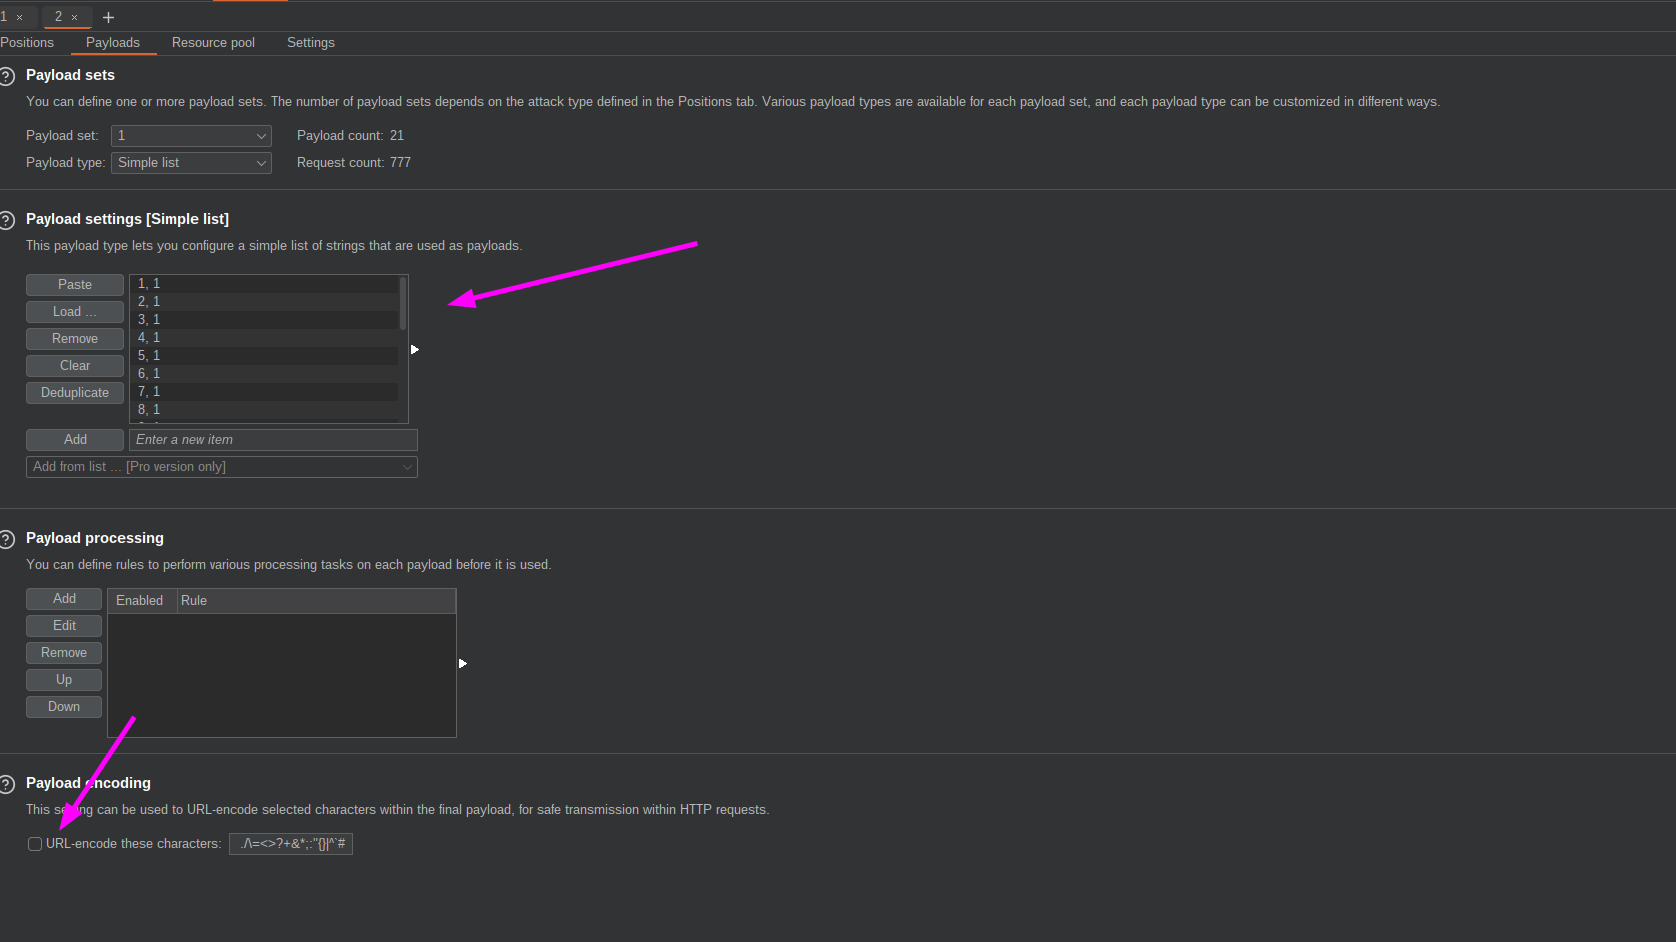 1 × 2 × +
Positions Payloads Resource pool Settings
Payload sets
You can define one or more payload sets. The number of payload sets depends on the attack type defined in the Positions tab. Various payload types are available for each payload set, and each payload type can be customized in different ways.
Payload set: 1 Payload count: 21
Payload type: Simple list Request count: 777
Payload settings [Simple list]
This payload type lets you configure a simple list of strings that are used as payloads.
Paste
Load ...
Remove
Clear
Deduplicate
1, 1
2, 1
3, 1
4, 1
5, 1
6, 1
7, 1
8, 1
Add Enter a new item
Add from list ... [Pro version only]
Payload processing
You can define rules to perform various processing tasks on each payload before it is used.
Add
Edit
Remove
Up
Down
Enabled Rule
Payload encoding
This setting can be used to URL-encode selected characters within the final payload, for safe transmission within HTTP requests.
URL-encode these characters: ./\=<>?+&*;:"{}|^`#